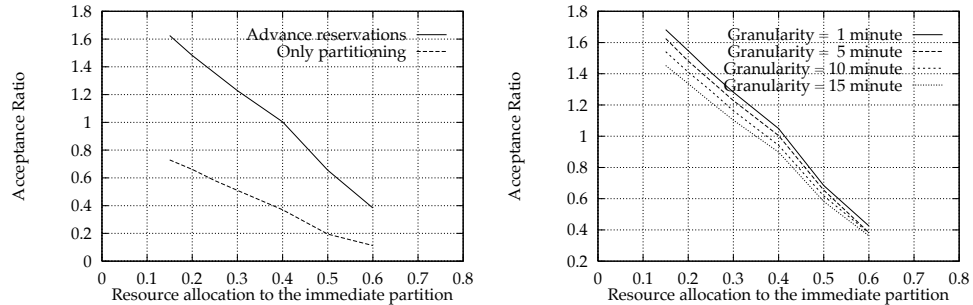 Acceptance Ratio
1.8
1.6
1.4
1.2
1
0.8
0.6
0.4
0.2
0
Advance reservations
Only partitioning
0 0.1 0.2 0.3 0.4 0.5 0.6 0.7 0.8
Resource allocation to the immediate partition
Acceptance Ratio
1.8
1.6
1.4
1.2
1
0.8
0.6
0.4
0.2
Granularity = 1 minute
Granularity = 5 minute
Granularity = 10 minute
Granularity = 15 minute
0 0.1 0.2 0.3 0.4 0.5 0.6 0.7 0.8
Resource allocation to the immediate partition